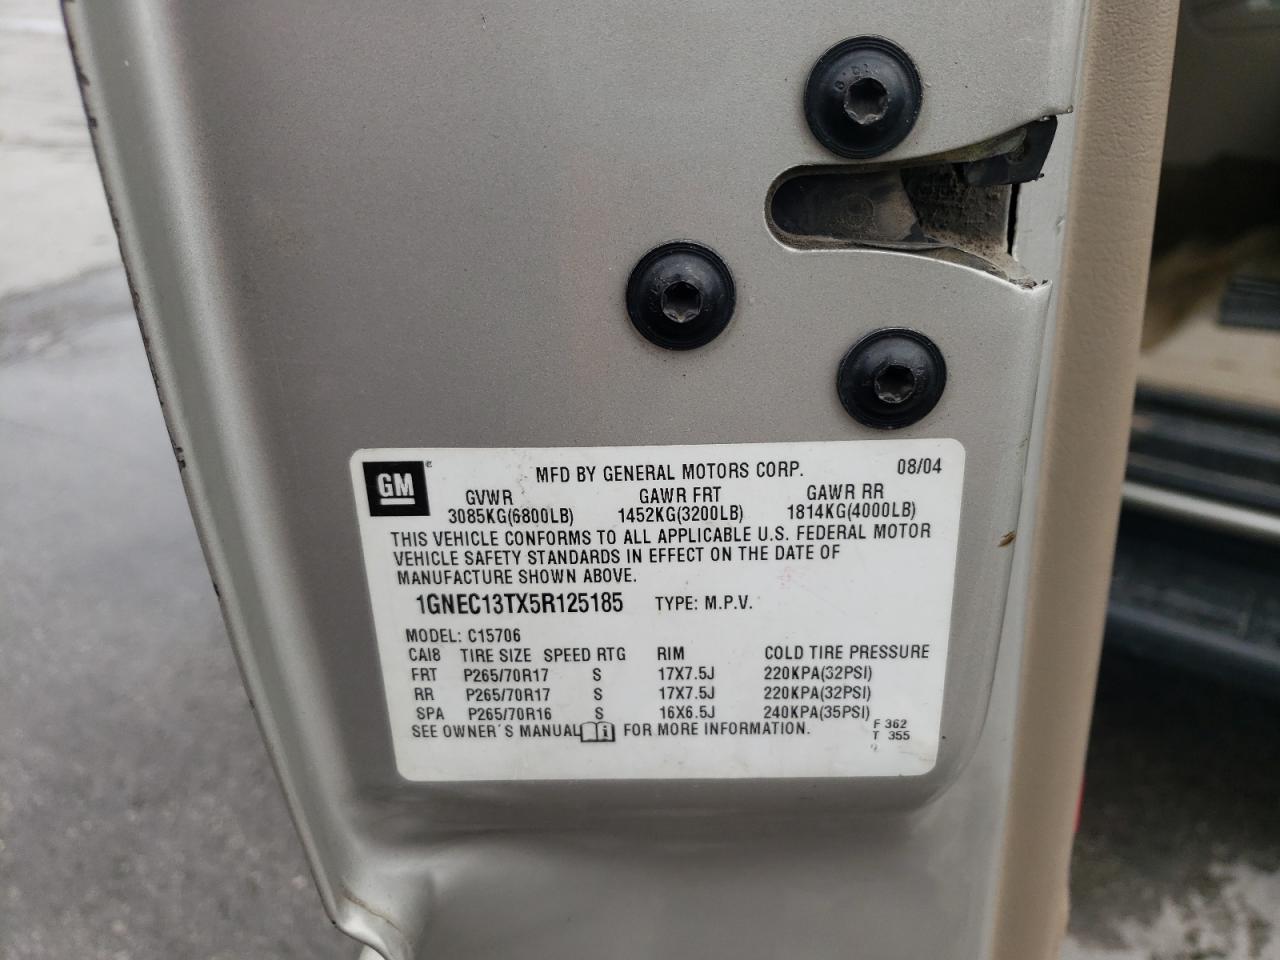 GM
MFD BY GENERAL MOTORS CORP. 08/04
GVWR GAWR FRT GAWR RR
3085KG(6800LB) 1452KG(3200LB) 1814KG(4000LB)
THIS VEHICLE CONFORMS TO ALL APPLICABLE U.S. FEDERAL MOTOR
VEHICLE SAFETY STANDARDS IN EFFECT ON THE DATE OF
MANUFACTURE SHOWN ABOVE.
1GNEC13TX5R125185 TYPE: M.P.V.
MODEL: C15706
CAI8 TIRE SIZE SPEED RTG RIM COLD TIRE PRESSURE
FRT P265/70R17 S 17X7.5J 220KPA(32PSI)
RR P265/70R17 S 17X7.5J 220KPA(32PSI)
SPA P265/70R16 S 16X6.5J 240KPA(35PSI)
SEE OWNER'S MANUAL FOR MORE INFORMATION.
F 362
T 355